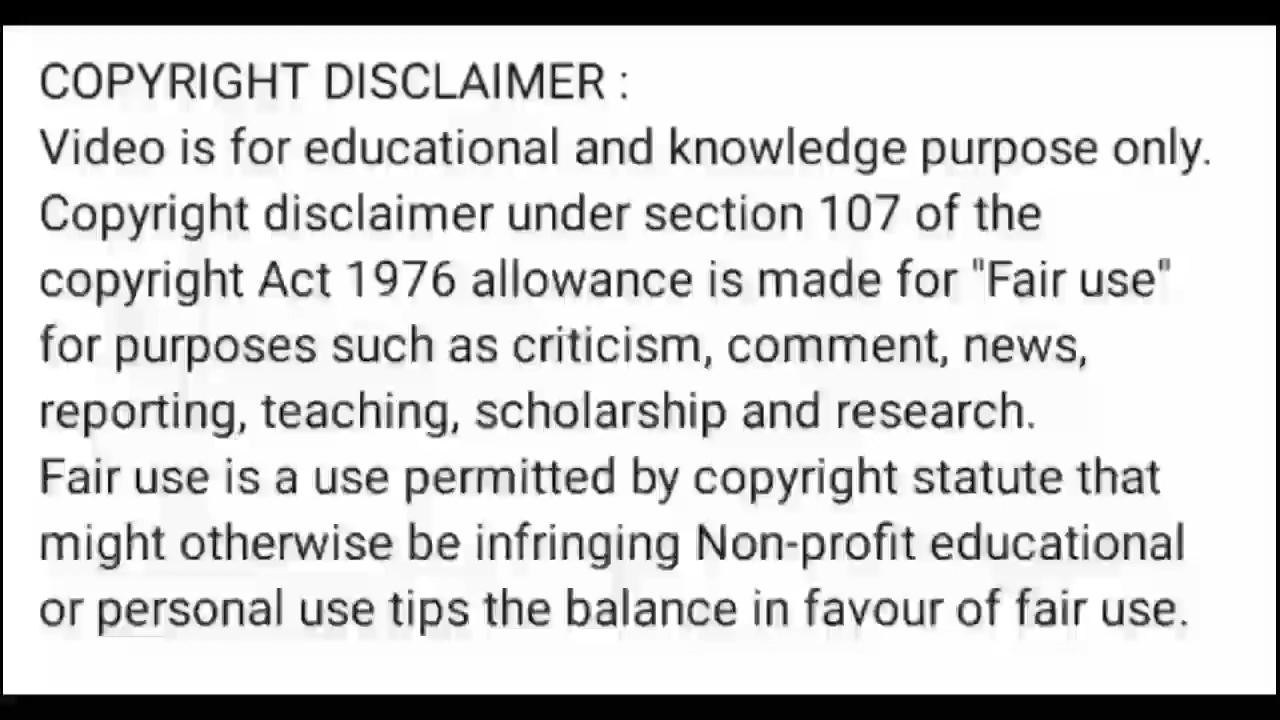 COPYRIGHT DISCLAIMER :
Video is for educational and knowledge purpose only.
Copyright disclaimer under section 107 of the
copyright Act 1976 allowance is made for "Fair use"
for purposes such as criticism, comment, news,
reporting, teaching, scholarship and research.
Fair use is a use permitted by copyright statute that
might otherwise be infringing Non-profit educational
or personal use tips the balance in favour of fair use.